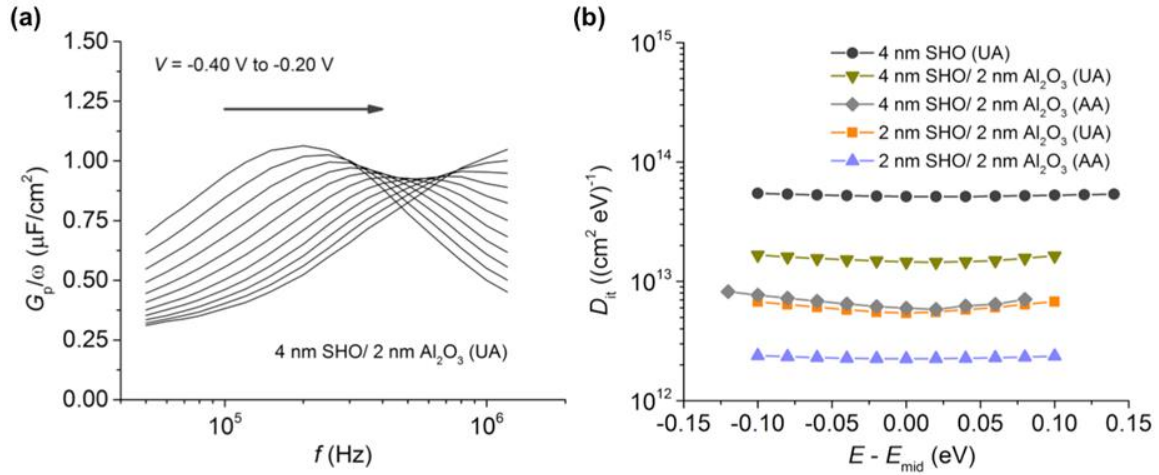 (a)
1.50
1.25
1.00
0.75
0.50
0.25
0.00
Gp/ω (μF/cm²)
V = -0.40 V to -0.20 V
4 nm SHO/ 2 nm Al₂O₃ (UA)
10⁵
10⁶
f (Hz)
(b)
10¹⁵
10¹⁴
10¹³
10¹²
Dit ((cm² eV)⁻¹
4 nm SHO (UA)
4 nm SHO/ 2 nm Al₂O₃ (UA)
4 nm SHO/ 2 nm Al₂O₃ (AA)
2 nm SHO/ 2 nm Al₂O₃ (UA)
2 nm SHO/ 2 nm Al₂O₃ (AA)
-0.15 -0.10 -0.05 0.00 0.05 0.10 0.15
E - Emid (eV)